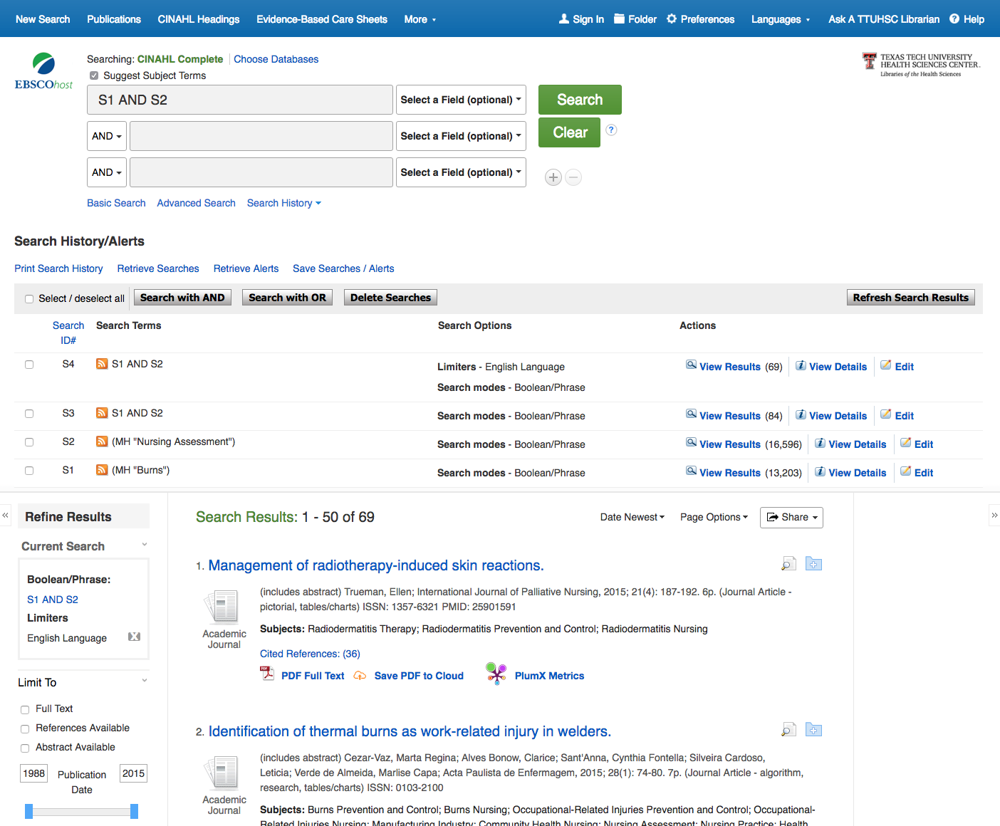 New Search Publications CINAHL Headings Evidence-Based Care Sheets More Sign In Folder Preferences Languages Ask A TTUHSC Librarian Help
EBSCOhost
Searching: CINAHL Complete Choose Databases
Suggest Subject Terms
TEXAS TECH UNIVERSITY
HEALTH SCIENCES CENTER.
Libraries of the Health Sciences
S1 AND S2 Select a Field (optional) Search
AND Select a Field (optional) Clear ?
AND Select a Field (optional)
Basic Search Advanced Search Search History
Search History/Alerts
Print Search History Retrieve Searches Retrieve Alerts Save Searches / Alerts
Select / deselect all Search with AND Search with OR Delete Searches Refresh Search Results
Search ID# Search Terms Search Options Actions
S4 S1 AND S2 Limiters - English Language View Results (69) View Details Edit
Search modes - Boolean/Phrase
S3 S1 AND S2 Search modes - Boolean/Phrase View Results (84) View Details Edit
S2 (MH "Nursing Assessment") Search modes - Boolean/Phrase View Results (16,596) View Details Edit
S1 (MH "Burns") Search modes - Boolean/Phrase View Results (13,203) View Details Edit
« Refine Results
Current Search
Boolean/Phrase:
S1 AND S2
Limiters
English Language X
Limit To
Full Text
References Available
Abstract Available
1988 Publication Date 2015
Search Results: 1 - 50 of 69 Date Newest Page Options Share »
1. Management of radiotherapy-induced skin reactions.
Academic
Journal
(includes abstract) Trueman, Ellen; International Journal of Palliative Nursing, 2015; 21(4): 187-192. 6p. (Journal Article -
pictorial, tables/charts) ISSN: 1357-6321 PMID: 25901591
Subjects: Radiodermatitis Therapy; Radiodermatitis Prevention and Control; Radiodermatitis Nursing
Cited References: (36)
PDF Full Text Save PDF to Cloud PlumX Metrics
2. Identification of thermal burns as work-related injury in welders.
Academic
Journal
(includes abstract) Cezar-Vaz, Marta Regina; Alves Bonow, Clarice; Sant'Anna, Cynthia Fontella; Silveira Cardoso,
Leticia; Verde de Almeida, Marlise Capa; Acta Paulista de Enfermagem, 2015; 28(1): 74-80. 7p. (Journal Article - algorithm,
research, tables/charts) ISSN: 0103-2100
Subjects: Burns Prevention and Control; Burns Nursing; Occupational-Related Injuries Prevention and Control; Occupational-
Related Injuries Nursing; Manufacturing Industry; Community Health Nursing; Nursing Assessment; Nursing Practice; Health